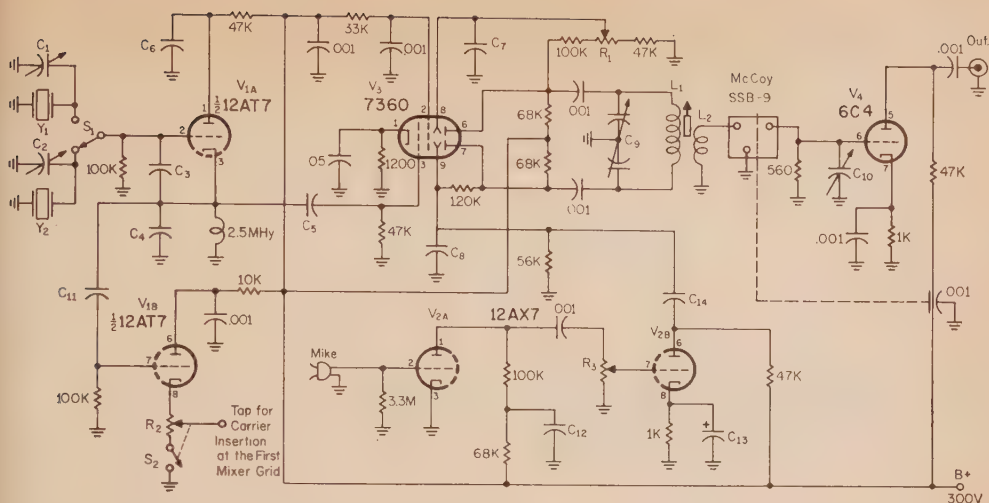 C6
47K
33K
.001
.001
C7
100K
R1
47K
.001
Out
C1
Y1
S1
C2
Y2
100K
V1A
½
12AT7
1
2
3
C3
C4
2.5MHy
C5
V3
7360
2
8
1
6
7
3
9
.05
1200
47K
120K
C8
68K
68K
.001
.001
C9
L1
L2
McCoy
SSB-9
560
C10
V4
6C4
5
6
7
.001
1K
47K
.001
C11
V1B
½12AT7
6
7
8
10K
.001
100K
R2
S2
Tap for
Carrier
Insertion
at the First
Mixer Grid
Mike
3.3M
V2A
12AX7
1
2
3
100K
68K
C12
.001
R3
56K
C14
V2B
6
7
8
1K
+
C13
47K
B+
300V